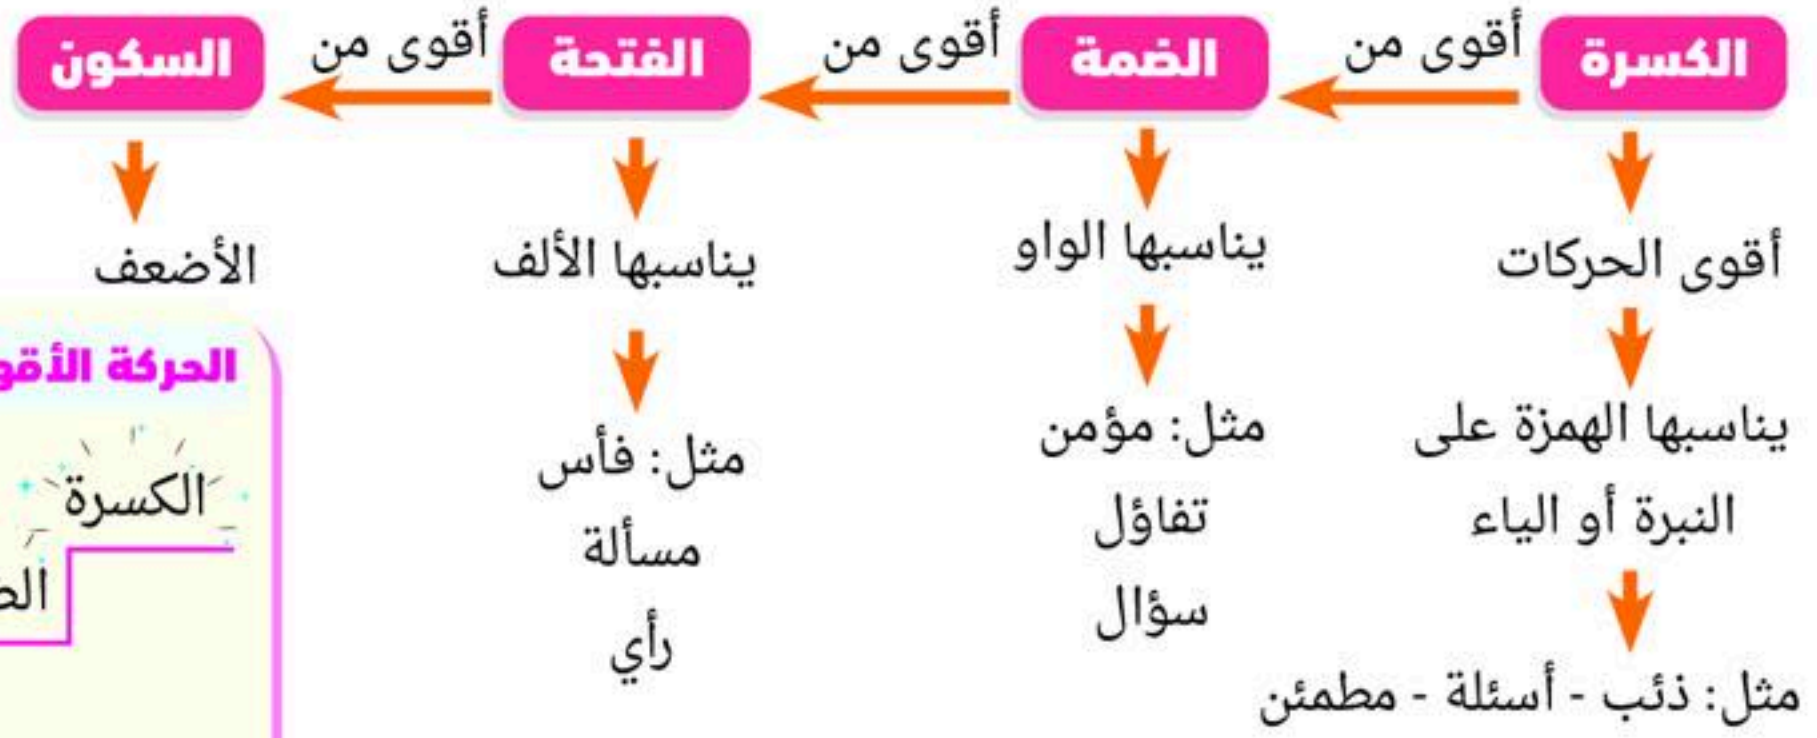 الكسرة أقوى من الضمة أقوى من الفتحة أقوى من السكون
أقوى الحركات
يناسبها الهمزة على
النبرة أو الياء
مثل: ذئب - أسئلة - مطمئن
يناسبها الواو
مثل: مؤمن
تفاؤل
سؤال
يناسبها الألف
مثل: فأس
مسألة
رأي
الأضعف
الحركة
الكسرة